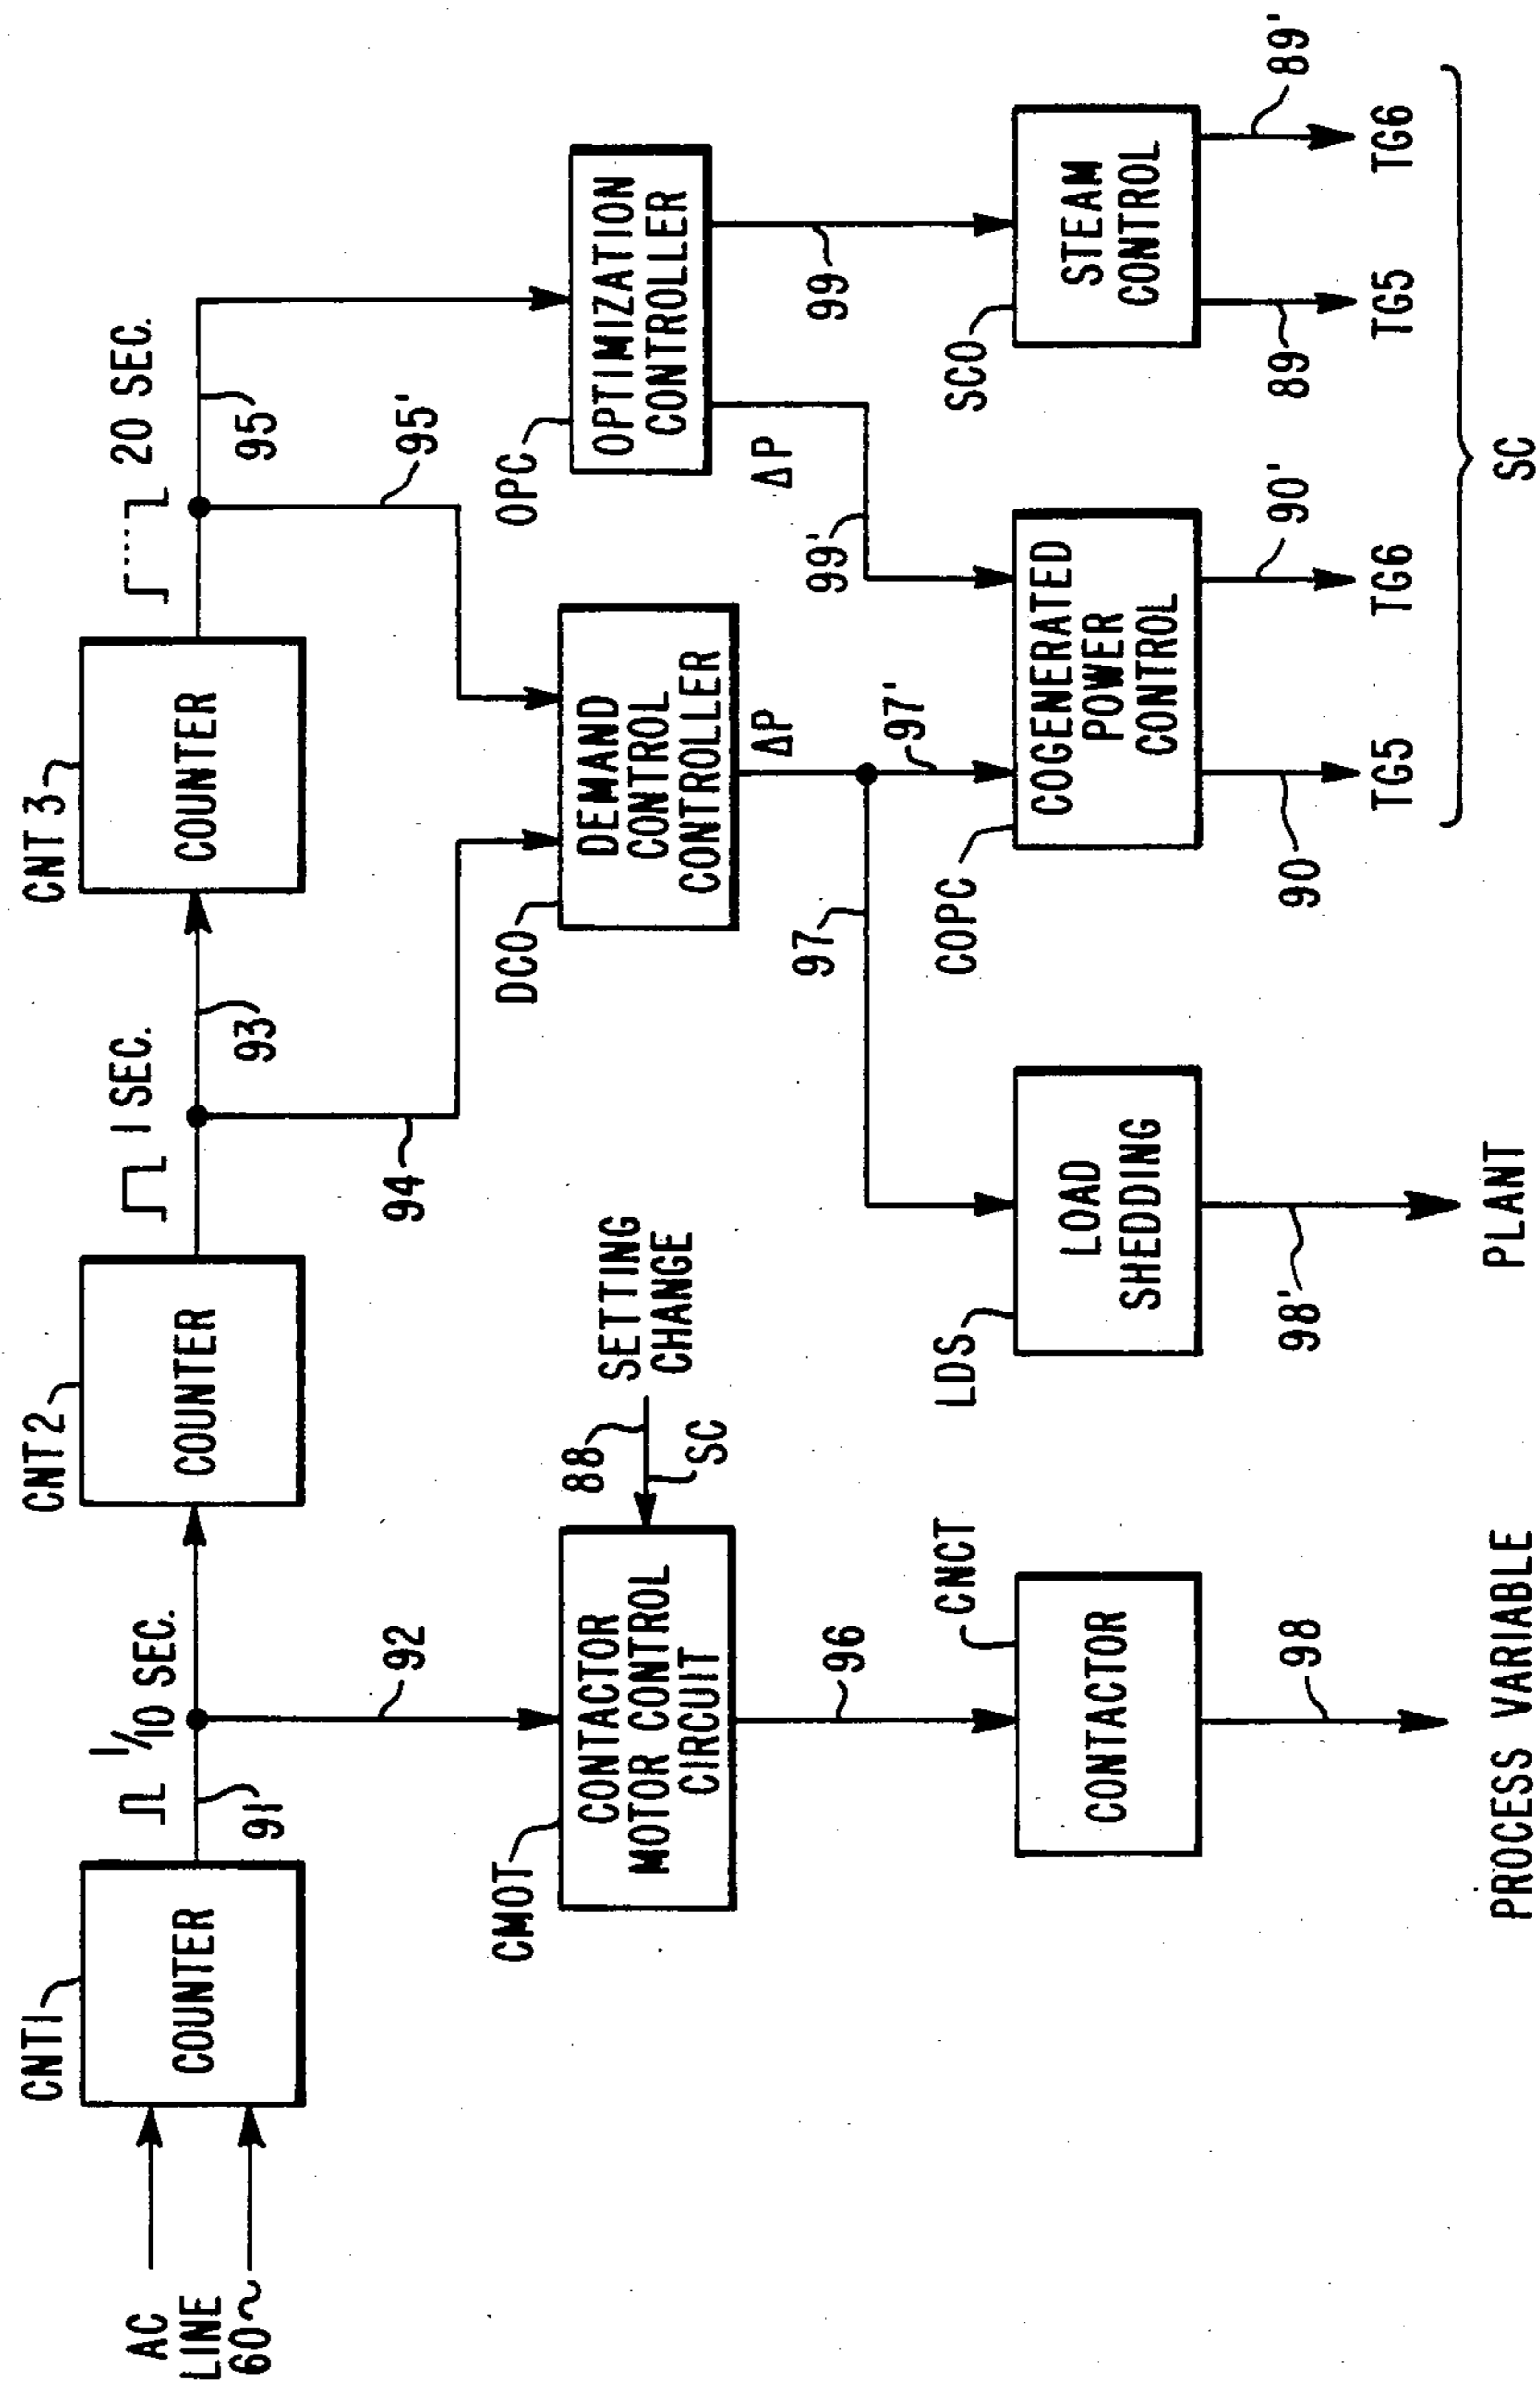 CNT1
CNT2
CNT 3
AC
LINE
60~
COUNTER
1/10 SEC.
91
COUNTER
1 SEC.
93
COUNTER
20 SEC.
95
92
94
95'
CMOT
CONTACTOR
MOTOR CONTROL
CIRCUIT
88
SC
SETTING
CHANGE
DCO
DEMAND
CONTROL
CONTROLLER
OPC
OPTIMIZATION
CONTROLLER
96
97
ΔP
97'
99'
ΔP
99
CNCT
CONTACTOR
LDS
LOAD
SHEDDING
COPC
COGENERATED
POWER
CONTROL
SCO
STEAM
CONTROL
98
98'
90
90'
89
89'
TG5
TG6
TG5
TG6
PROCESS VARIABLE
PLANT
SC